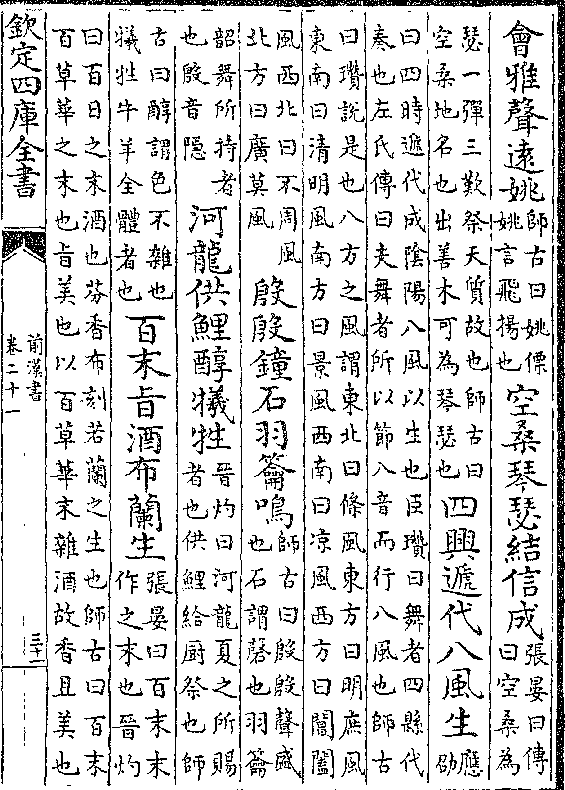 會雅聲遠姚師古曰姚僄姚言飛揚也空桑琴瑟結信成張晏曰傳曰空桑為
瑟一彈三歎祭天質故也師古曰空桑地名也出善木可為琴瑟也四興遞代八風生應劭
曰四時遞代成陰陽八風以生也臣瓚曰舞者四縣代奏也左氏傳曰夫舞者所以節八音而行八風也師古
曰瓚說是也八方之風謂東北曰條風東方曰明庶風東南曰清明風南方曰景風西南曰凉風西方曰閶闔
風西北曰不周風北方曰廣莫風殷殷鐘石羽籥鳴師古曰殷殷聲盛也石謂磬也羽籥
韶舞所持者也殷音隱河龍供鯉醇犧牲晉灼曰河龍夏之所賜者也供鯉給厨祭也師
古曰醇謂色不雜也犧牲牛羊全體者也百末旨酒布蘭生張晏曰百末末作之末也晉灼
曰百日之末酒也芬香布刻若蘭之生也師古曰百末百草華之末也旨美也以百草華末雜酒故香且美也
欽定四庫全書
前漢書
卷二十一